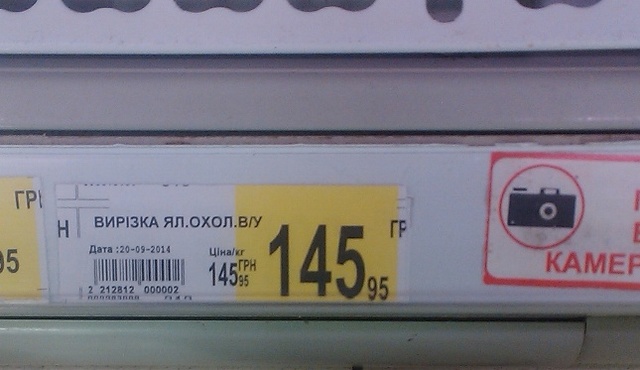 ГРН
95
Н
ВИРІЗКА ЯЛ.ОХОЛ.В/У
Дата :20-09-2014
Ціна/кг
145 ГРН 95
2 212812 000002
145 95
ГР
КАМЕР